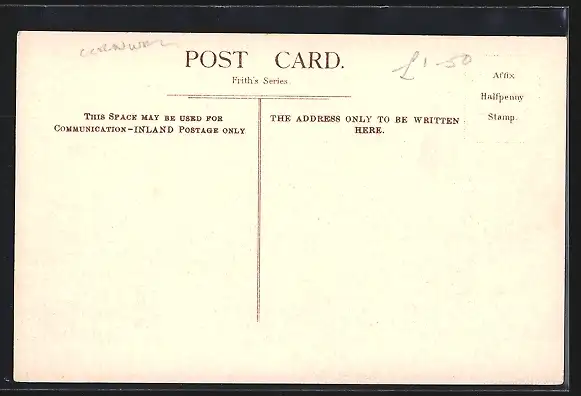 CORNWALL
POST CARD.
£1-50
Frith's Series.
Affix
Halfpenny
Stamp.
THIS SPACE MAY BE USED FOR
COMMUNICATION-INLAND POSTAGE ONLY
THE ADDRESS ONLY TO BE WRITTEN
HERE.